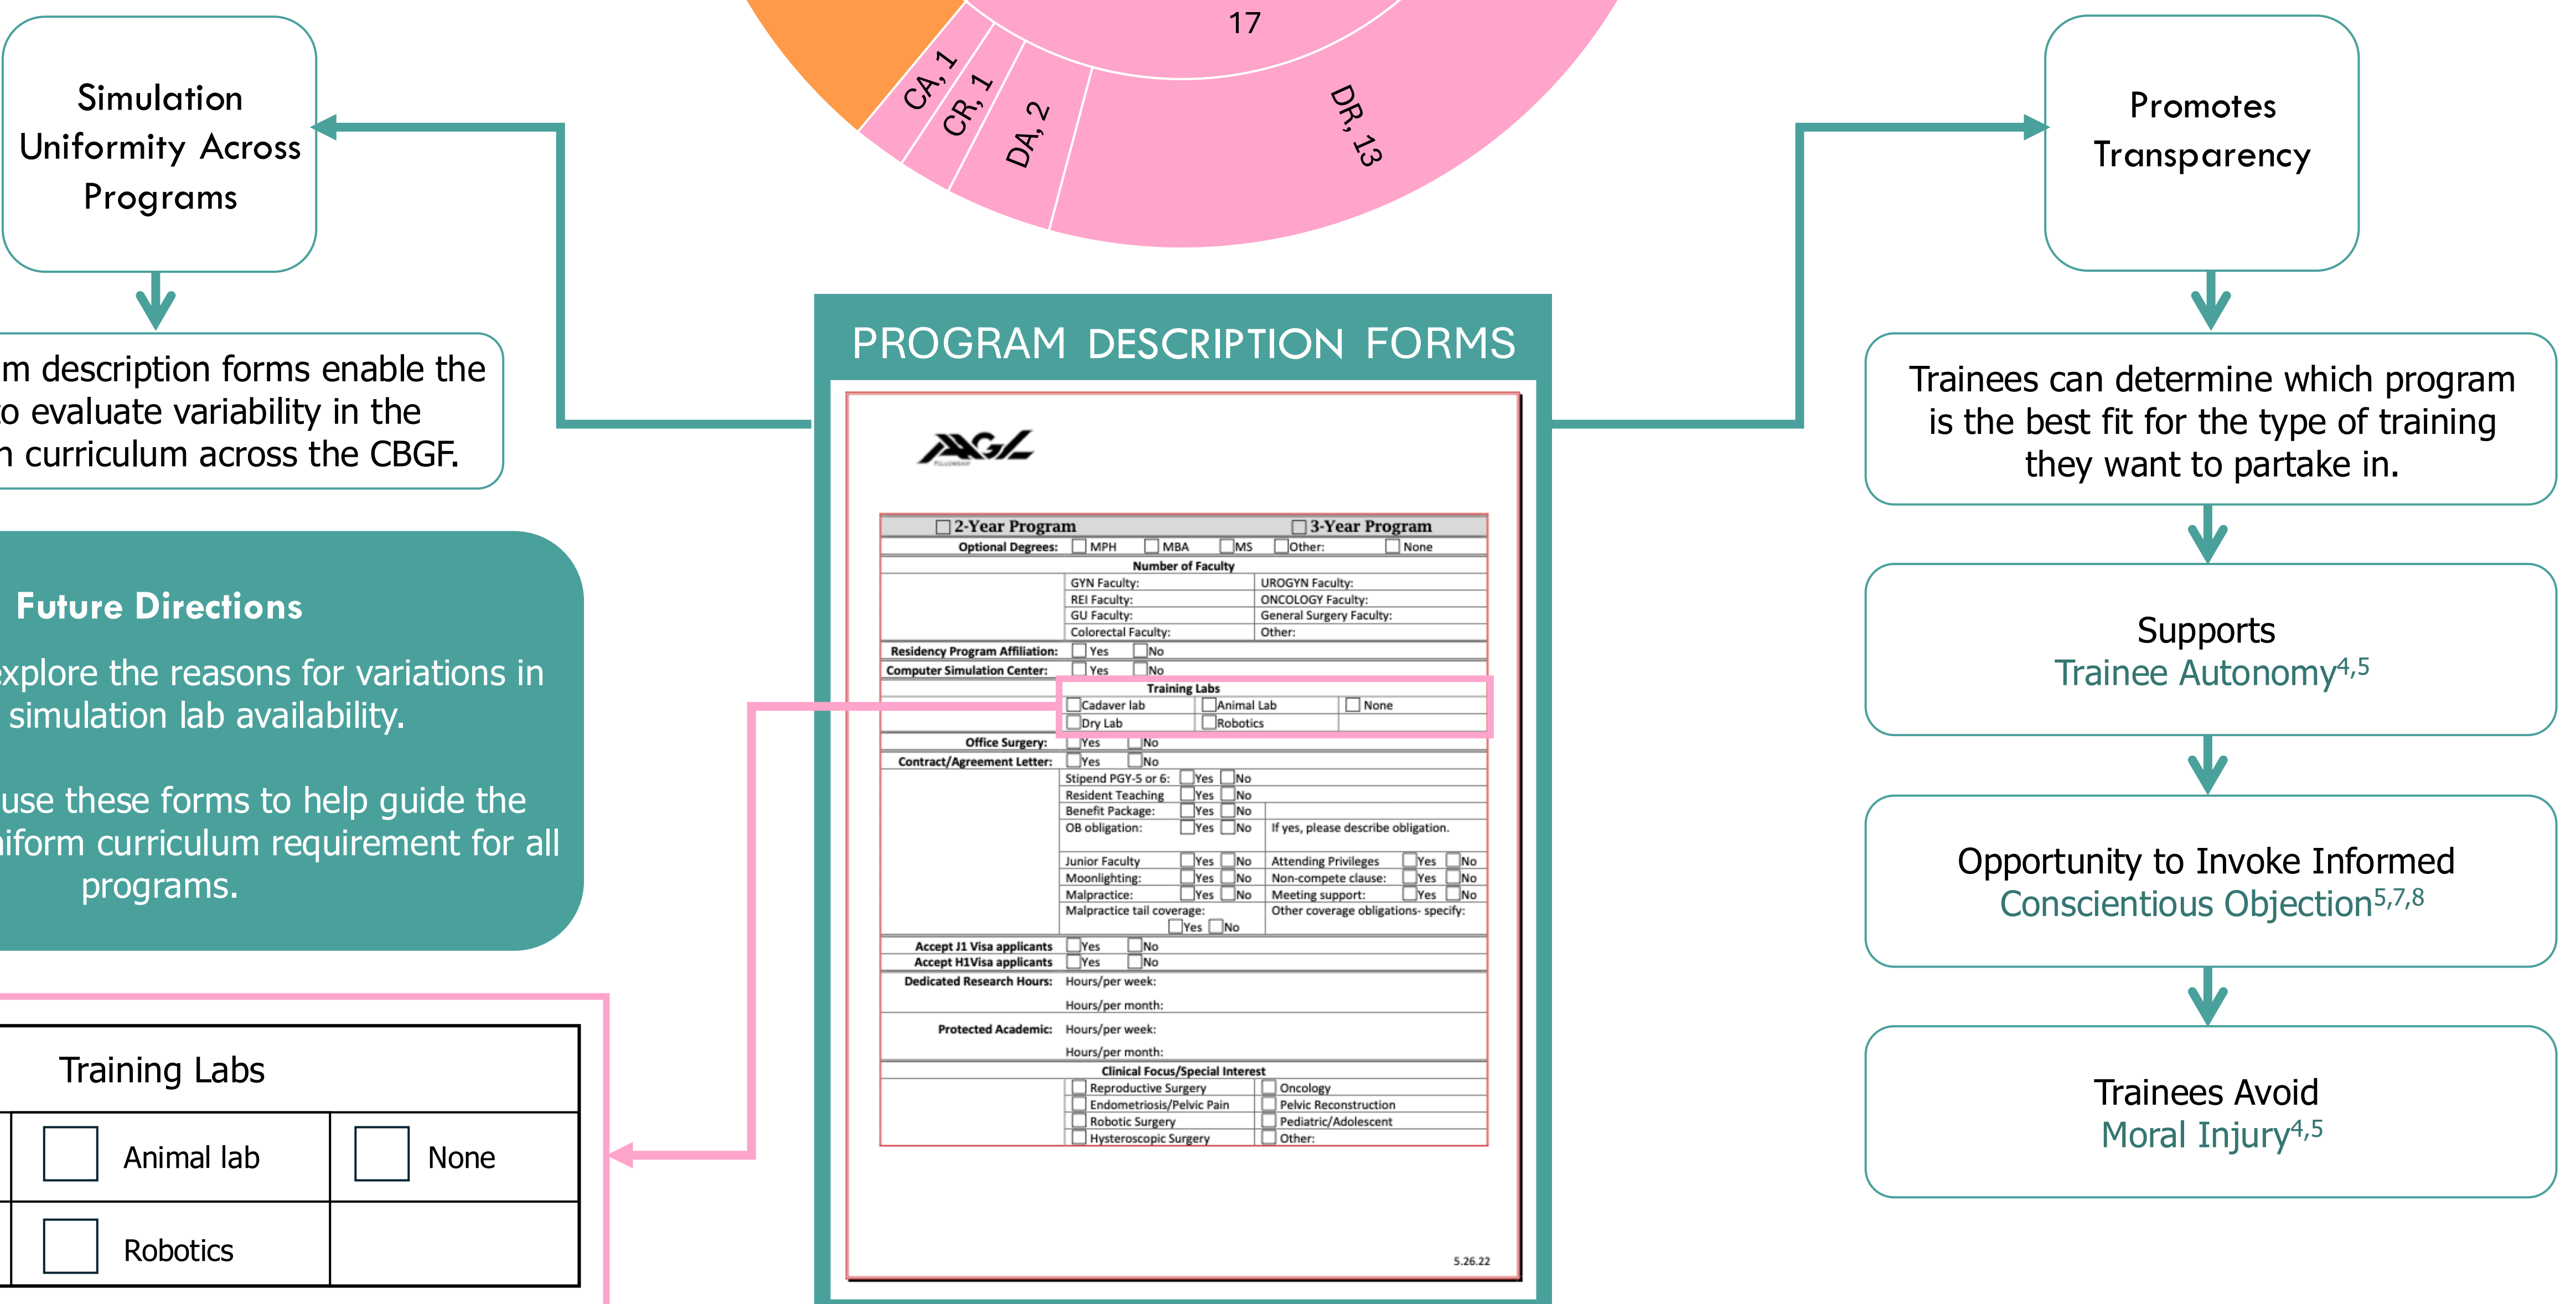 17
CA, 1
CR, 1
DA, 2
DR, 13
Simulation
Uniformity Across
Programs
m description forms enable the
to evaluate variability in the
n curriculum across the CBGF.
Future Directions
explore the reasons for variations in
simulation lab availability.
use these forms to help guide the
niform curriculum requirement for all
programs.
Training Labs
Animal lab
None
Robotics
PROGRAM DESCRIPTION FORMS
AAGL
FELLOWSHIP
2-Year Program 3-Year Program
Optional Degrees: MPH MBA MS Other: None
Number of Faculty
GYN Faculty: UROGYN Faculty:
REI Faculty: ONCOLOGY Faculty:
GU Faculty: General Surgery Faculty:
Colorectal Faculty: Other:
Residency Program Affiliation: Yes No
Computer Simulation Center: Yes No
Training Labs
Cadaver lab Animal Lab None
Dry Lab Robotics
Office Surgery: Yes No
Contract/Agreement Letter: Yes No
Stipend PGY-5 or 6: Yes No
Resident Teaching Yes No
Benefit Package: Yes No
OB obligation: Yes No If yes, please describe obligation.
Junior Faculty Yes No Attending Privileges Yes No
Moonlighting: Yes No Non-compete clause: Yes No
Malpractice: Yes No Meeting support: Yes No
Malpractice tail coverage: Other coverage obligations- specify:
Yes No
Accept J1 Visa applicants Yes No
Accept H1Visa applicants Yes No
Dedicated Research Hours: Hours/per week:
Hours/per month:
Protected Academic: Hours/per week:
Hours/per month:
Clinical Focus/Special Interest
Reproductive Surgery Oncology
Endometriosis/Pelvic Pain Pelvic Reconstruction
Robotic Surgery Pediatric/Adolescent
Hysteroscopic Surgery Other:
5.26.22
Promotes
Transparency
Trainees can determine which program
is the best fit for the type of training
they want to partake in.
Supports
Trainee Autonomy4,5
Opportunity to Invoke Informed
Conscientious Objection5,7,8
Trainees Avoid
Moral Injury4,5